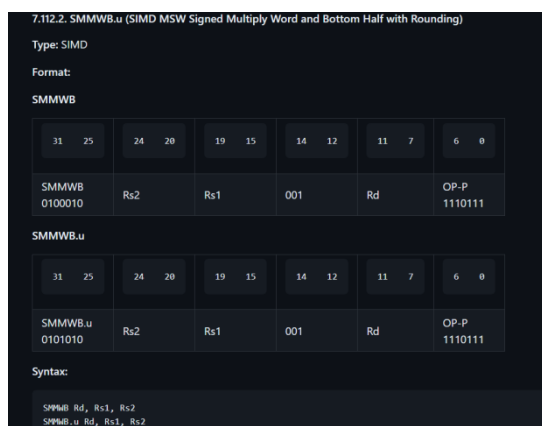 7.112.2. SMMWB.u (SIMD MSW Signed Multiply Word and Bottom Half with Rounding)
Type: SIMD
Format:
SMMWB
31 25 24 20 19 15 14 12 11 7 6 0
SMMWB 0100010 Rs2 Rs1 001 Rd OP-P 1110111
SMMWB.u
31 25 24 20 19 15 14 12 11 7 6 0
SMMWB.u 0101010 Rs2 Rs1 001 Rd OP-P 1110111
Syntax:
SMMWB Rd, Rs1, Rs2
SMMWB.u Rd, Rs1, Rs2